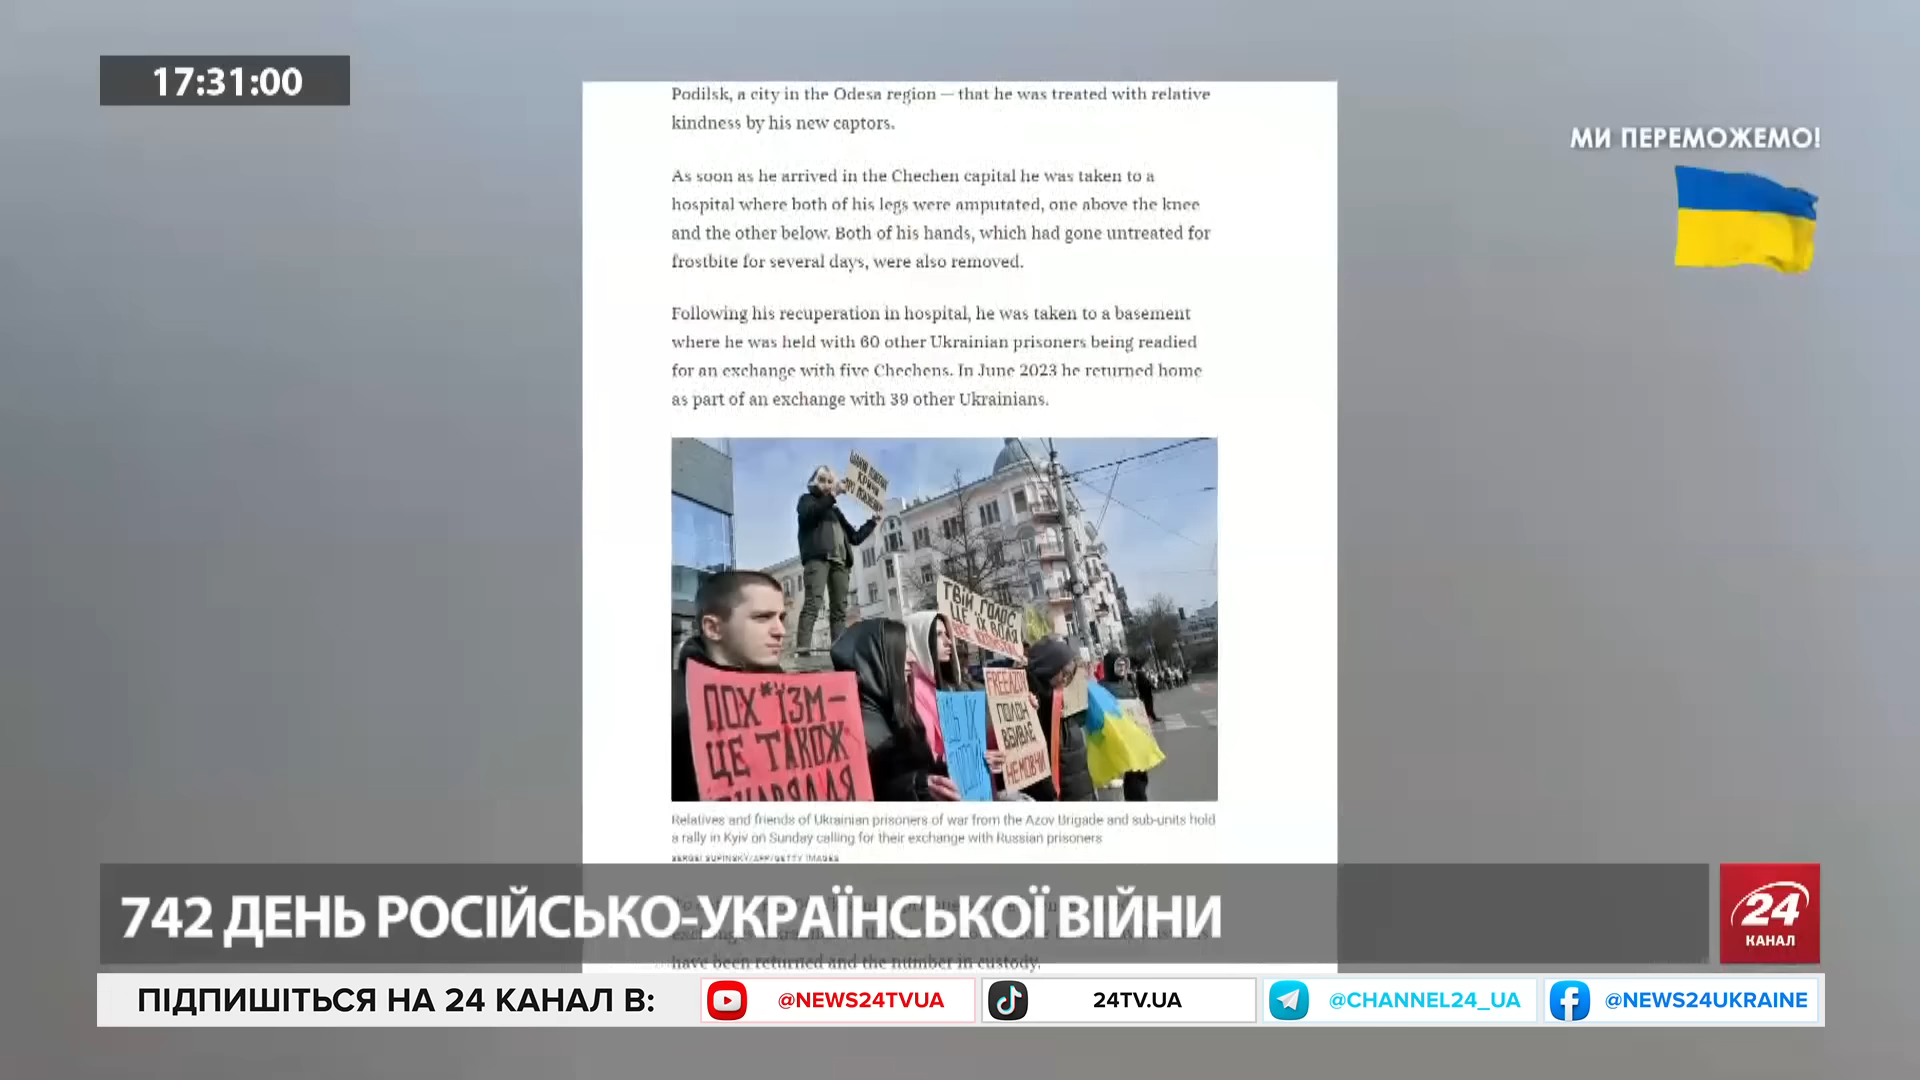 17:31:00
МИ ПЕРЕМОЖЕМО!
Podilsk, a city in the Odesa region — that he was treated with relative
kindness by his new captors.
As soon as he arrived in the Chechen capital he was taken to a
hospital where both of his legs were amputated, one above the knee
and the other below. Both of his hands, which had gone untreated for
frostbite for several days, were also removed.
Following his recuperation in hospital, he was taken to a basement
where he was held with 60 other Ukrainian prisoners being readied
for an exchange with five Chechens. In June 2023 he returned home
as part of an exchange with 39 other Ukrainians.
КРИЧИ
ТВІЙ ГОЛОС
ЦЕ ЇХ ВОЛЯ
ПОХ*ЇЗМ –
ЦЕ ТАКОЖ
FREEAZOV
ПОЛОН
ВБИВАЄ
НЕ МОВЧИ
Relatives and friends of Ukrainian prisoners of war from the Azov Brigade and sub-units hold
a rally in Kyiv on Sunday calling for their exchange with Russian prisoners
SERGEI SUPINSKY/AFP/GETTY IMAGES
742 ДЕНЬ РОСІЙСЬКО-УКРАЇНСЬКОЇ ВІЙНИ
have been returned and the number in custody.
24
КАНАЛ
ПІДПИШІТЬСЯ НА 24 КАНАЛ В:
@NEWS24TVUA
24TV.UA
@CHANNEL24_UA
@NEWS24UKRAINE